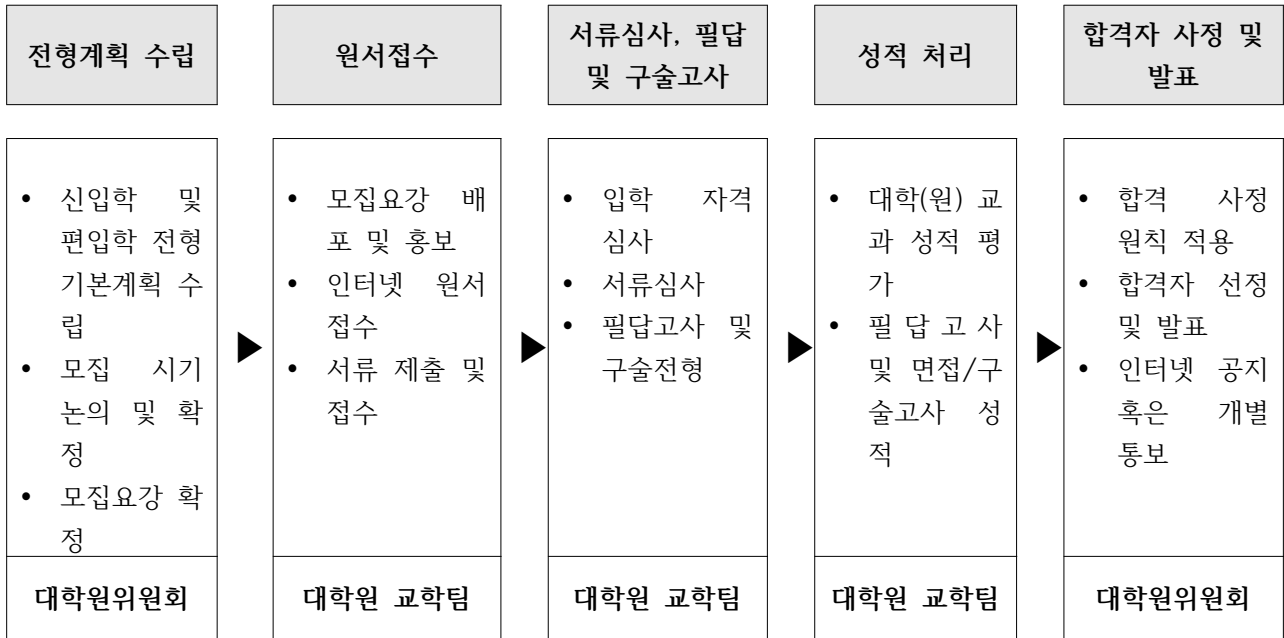 전형계획 수립
원서접수
서류심사, 필답
및 구술고사
성적 처리
합격자 사정 및
발표
• 신입학 및
편입학 전형
기본계획 수
립
• 모집 시기
논의 및 확
정
• 모집요강 확
정
• 모집요강 배
포 및 홍보
• 인터넷 원서
접수
• 서류 제출 및
접수
• 입학 자격
심사
• 서류심사
• 필답고사 및
구술전형
• 대학(원) 교
과 성적 평
가
• 필답고사
및 면접/구
술고사 성
적
• 합격 사정
원칙 적용
• 합격자 선정
및 발표
• 인터넷 공지
혹은 개별
통보
대학원위원회
대학원 교학팀
대학원 교학팀
대학원 교학팀
대학원위원회